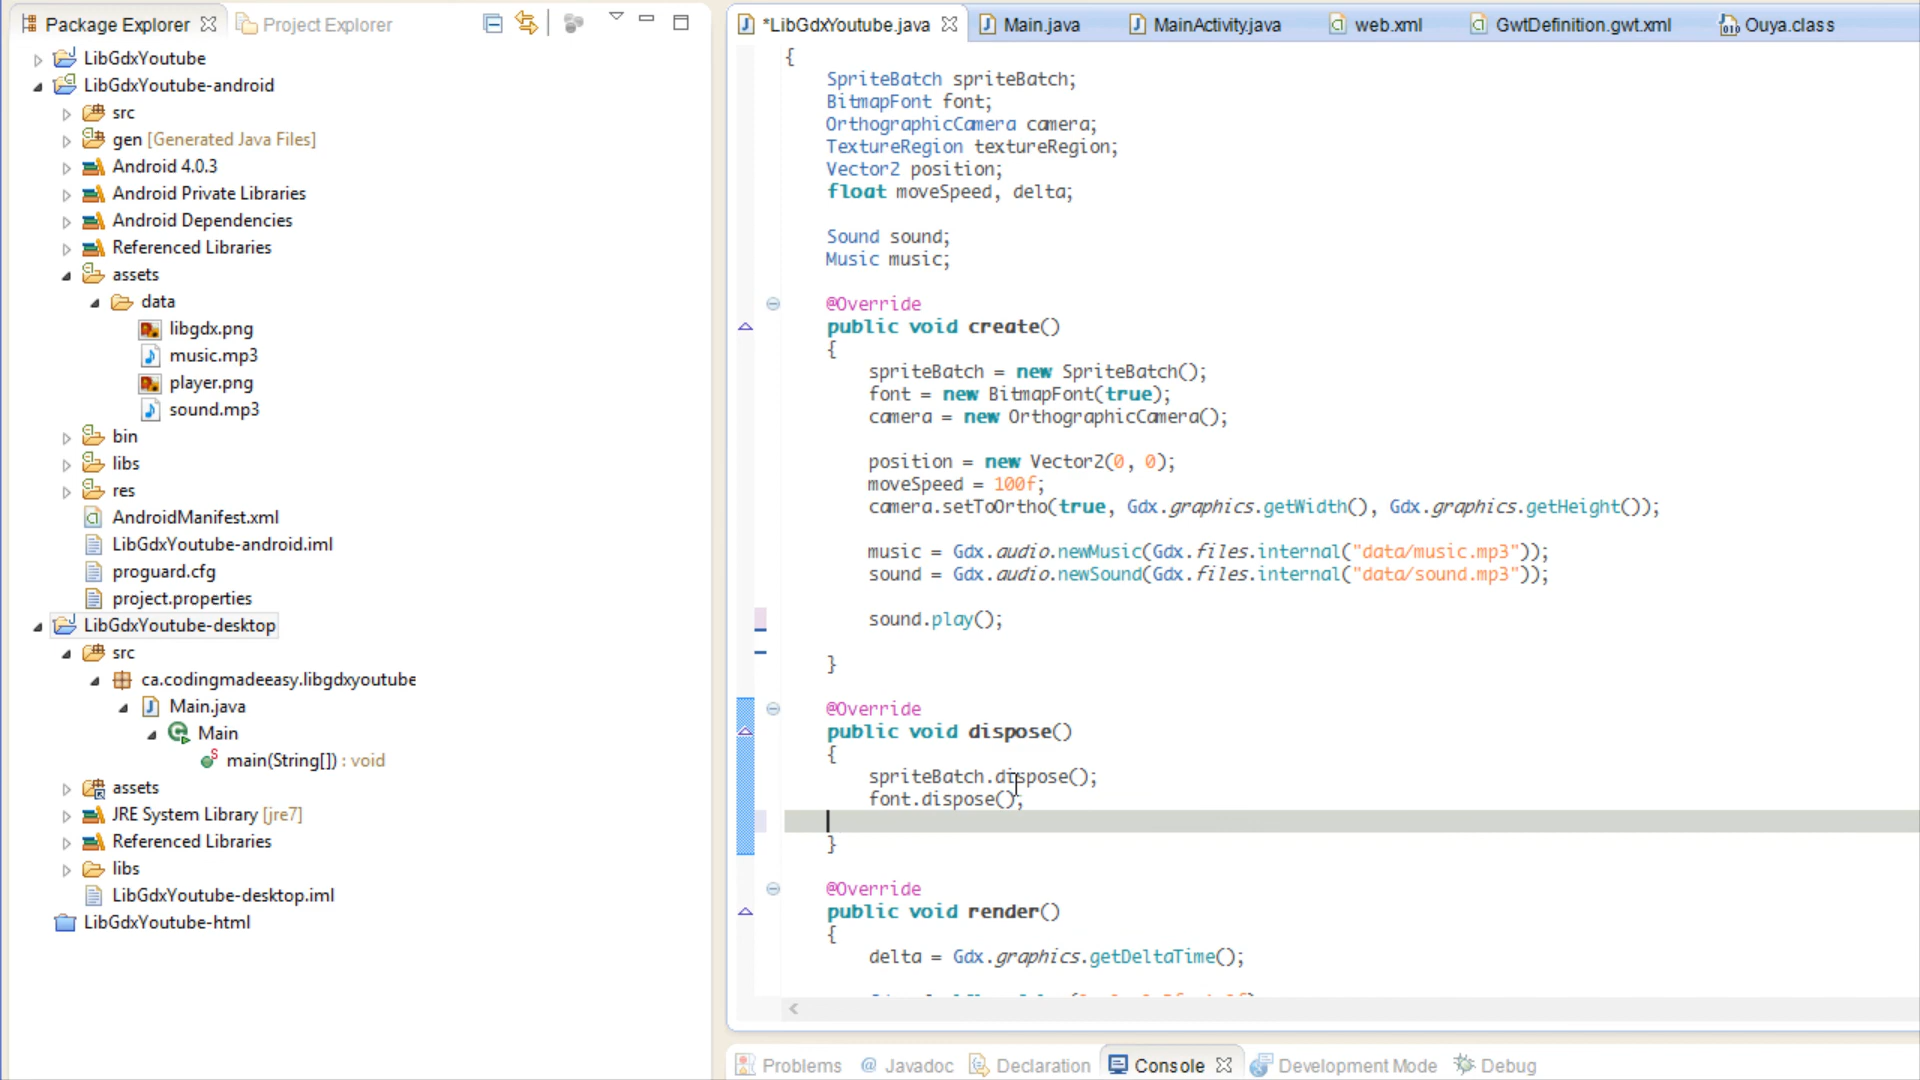 Package Explorer
Project Explorer
LibGdxYoutube
LibGdxYoutube-android
src
gen [Generated Java Files]
Android 4.0.3
Android Private Libraries
Android Dependencies
Referenced Libraries
assets
data
libgdx.png
music.mp3
player.png
sound.mp3
bin
libs
res
AndroidManifest.xml
LibGdxYoutube-android.iml
proguard.cfg
project.properties
LibGdxYoutube-desktop
src
ca.codingmadeeasy.libgdxyoutube
Main.java
Main
main(String[]) : void
assets
JRE System Library [jre7]
Referenced Libraries
libs
LibGdxYoutube-desktop.iml
LibGdxYoutube-html
*LibGdxYoutube.java
Main.java
MainActivity.java
web.xml
GwtDefinition.gwt.xml
Ouya.class
{
SpriteBatch spriteBatch;
BitmapFont font;
OrthographicCamera camera;
TextureRegion textureRegion;
Vector2 position;
float moveSpeed, delta;
Sound sound;
Music music;
@Override
public void create()
{
spriteBatch = new SpriteBatch();
font = new BitmapFont(true);
camera = new OrthographicCamera();
position = new Vector2(0, 0);
moveSpeed = 100f;
camera.setToOrtho(true, Gdx.graphics.getWidth(), Gdx.graphics.getHeight());
music = Gdx.audio.newMusic(Gdx.files.internal("data/music.mp3"));
sound = Gdx.audio.newSound(Gdx.files.internal("data/sound.mp3"));
sound.play();
}
@Override
public void dispose()
{
spriteBatch.dispose();
font.dispose();
}
@Override
public void render()
{
delta = Gdx.graphics.getDeltaTime();
Problems
@ Javadoc
Declaration
Console
Development Mode
Debug